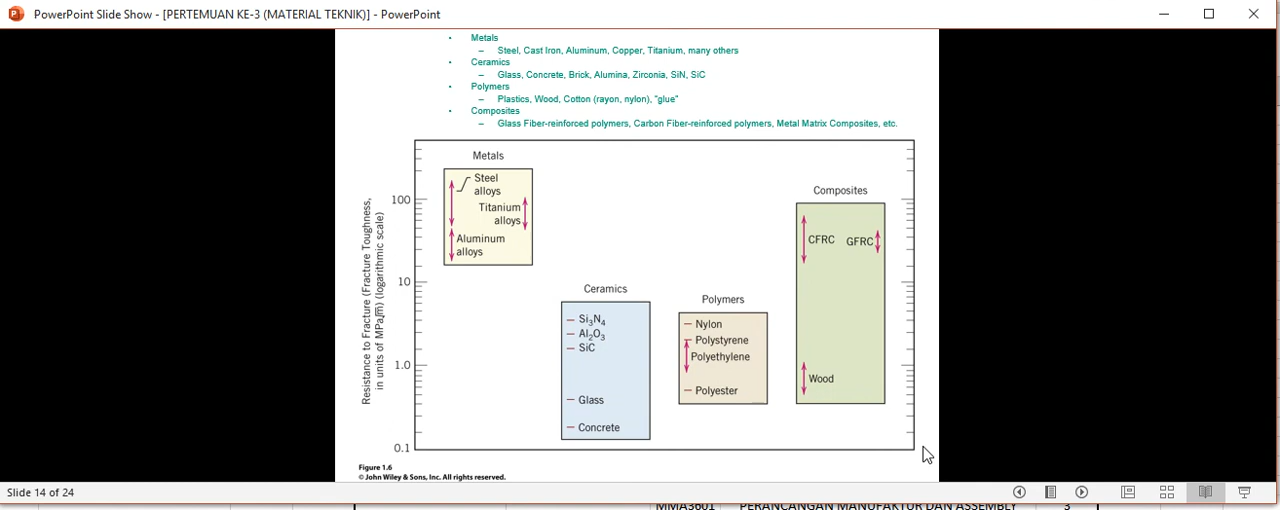 PowerPoint Slide Show - [PERTEMUAN KE-3 (MATERIAL TEKNIK)] - PowerPoint
• Metals
– Steel, Cast Iron, Aluminum, Copper, Titanium, many others
• Ceramics
– Glass, Concrete, Brick, Alumina, Zirconia, SiN, SiC
• Polymers
– Plastics, Wood, Cotton (rayon, nylon), "glue"
• Composites
– Glass Fiber-reinforced polymers, Carbon Fiber-reinforced polymers, Metal Matrix Composites, etc.
Resistance to Fracture (Fracture Toughness,
in units of MPa√m) (logarithmic scale)
100
10
1.0
0.1
Metals
Steel
alloys
Titanium
alloys
Aluminum
alloys
Ceramics
Si₃N₄
Al₂O₃
SiC
Glass
Concrete
Polymers
Nylon
Polystyrene
Polyethylene
Polyester
Composites
CFRC GFRC
Wood
Figure 1.6
© John Wiley & Sons, Inc. All rights reserved.
Slide 14 of 24
MMA3601 PERANCANGAN MANUFAKTUR DAN ASSEMBLY 3